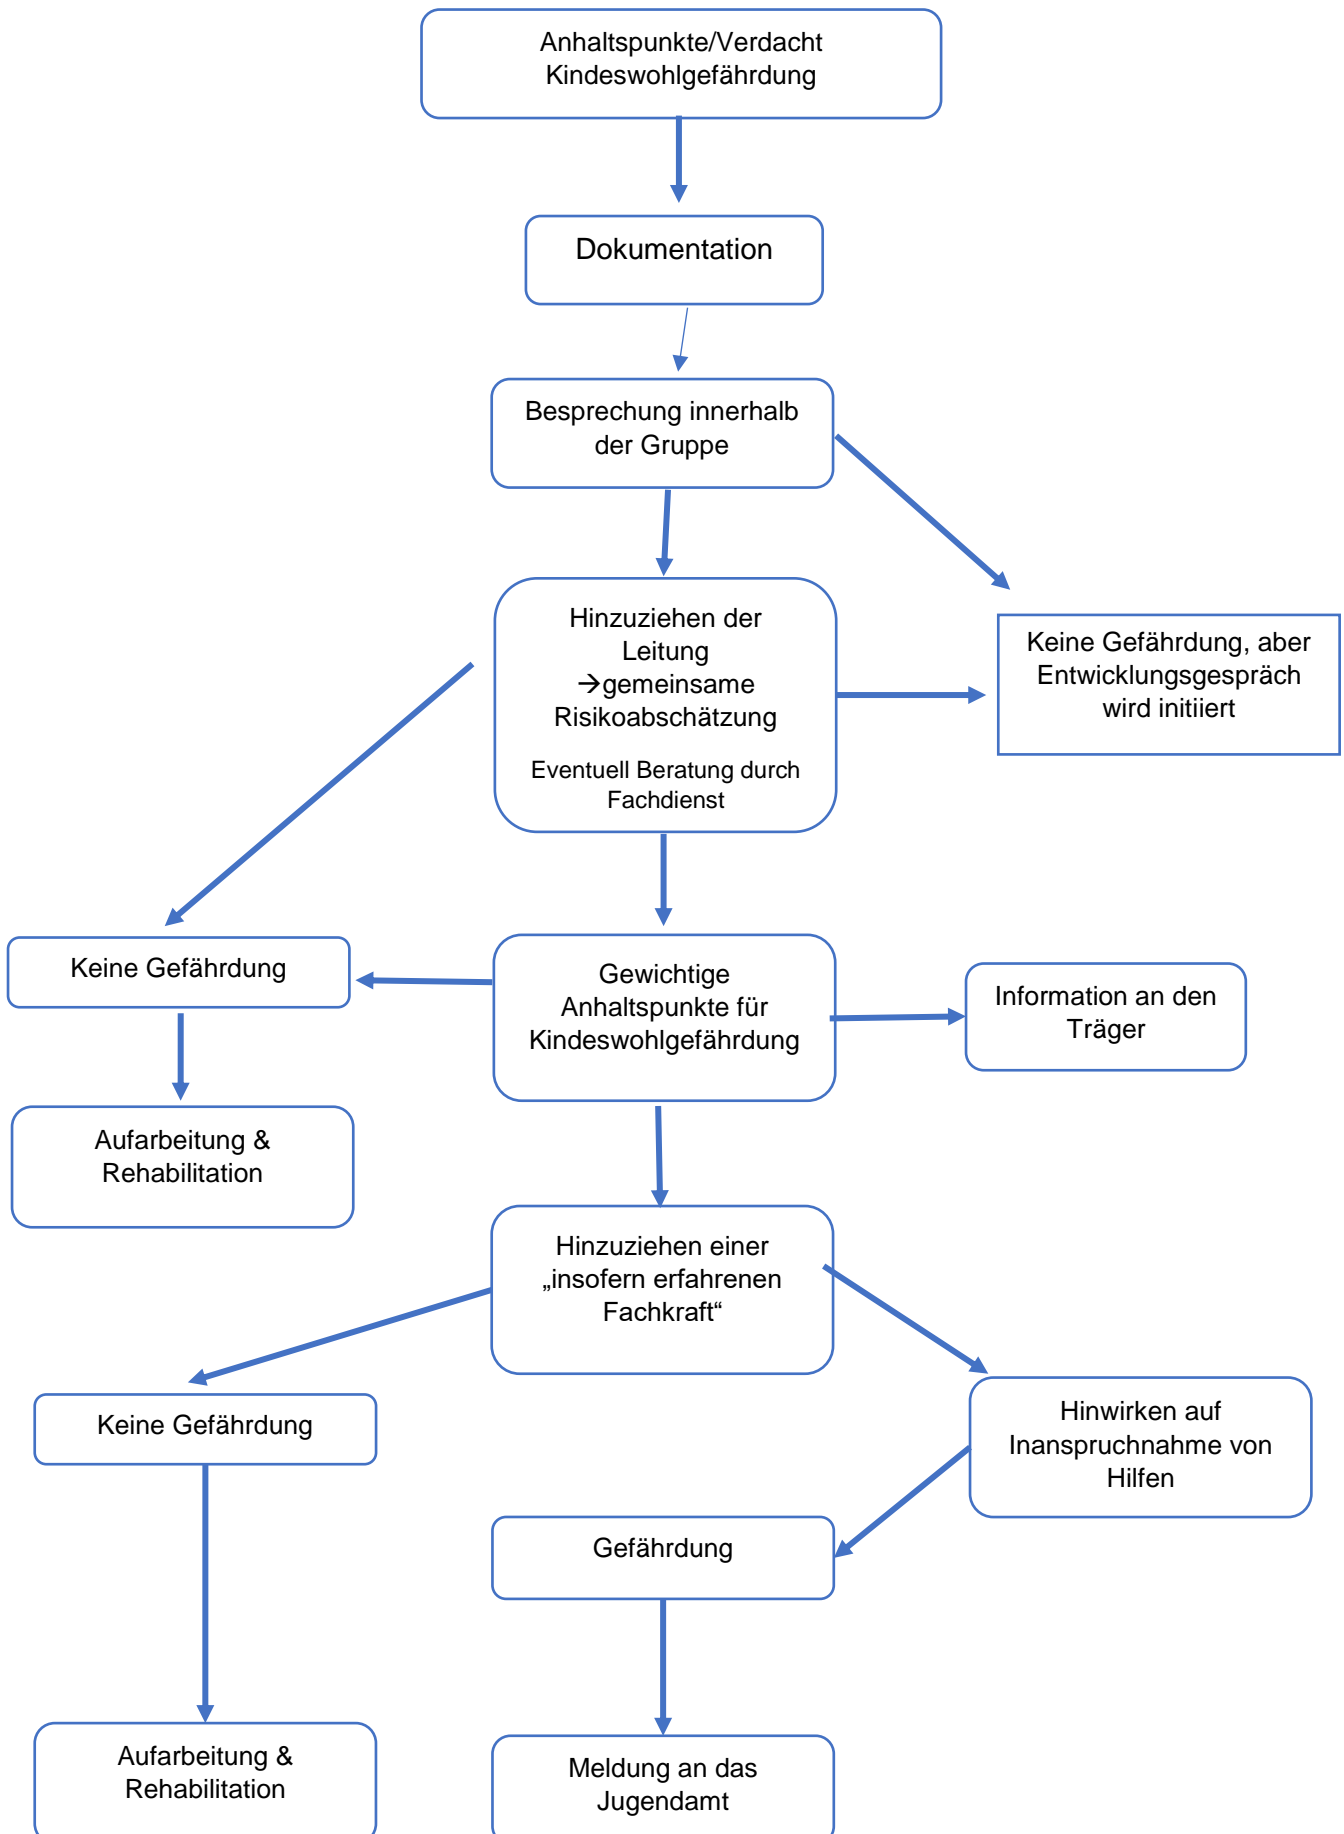 Anhaltspunkte/Verdacht
Kindeswohlgefährdung
Dokumentation
Besprechung innerhalb
der Gruppe
Hinzuziehen der
Leitung
→gemeinsame
Risikoabschätzung
Eventuell Beratung durch
Fachdienst
Keine Gefährdung, aber
Entwicklungsgespräch
wird initiiert
Keine Gefährdung
Gewichtige
Anhaltspunkte für
Kindeswohlgefährdung
Information an den
Träger
Aufarbeitung &
Rehabilitation
Hinzuziehen einer
„insofern erfahrenen
Fachkraft“
Keine Gefährdung
Hinwirken auf
Inanspruchnahme von
Hilfen
Gefährdung
Aufarbeitung &
Rehabilitation
Meldung an das
Jugendamt